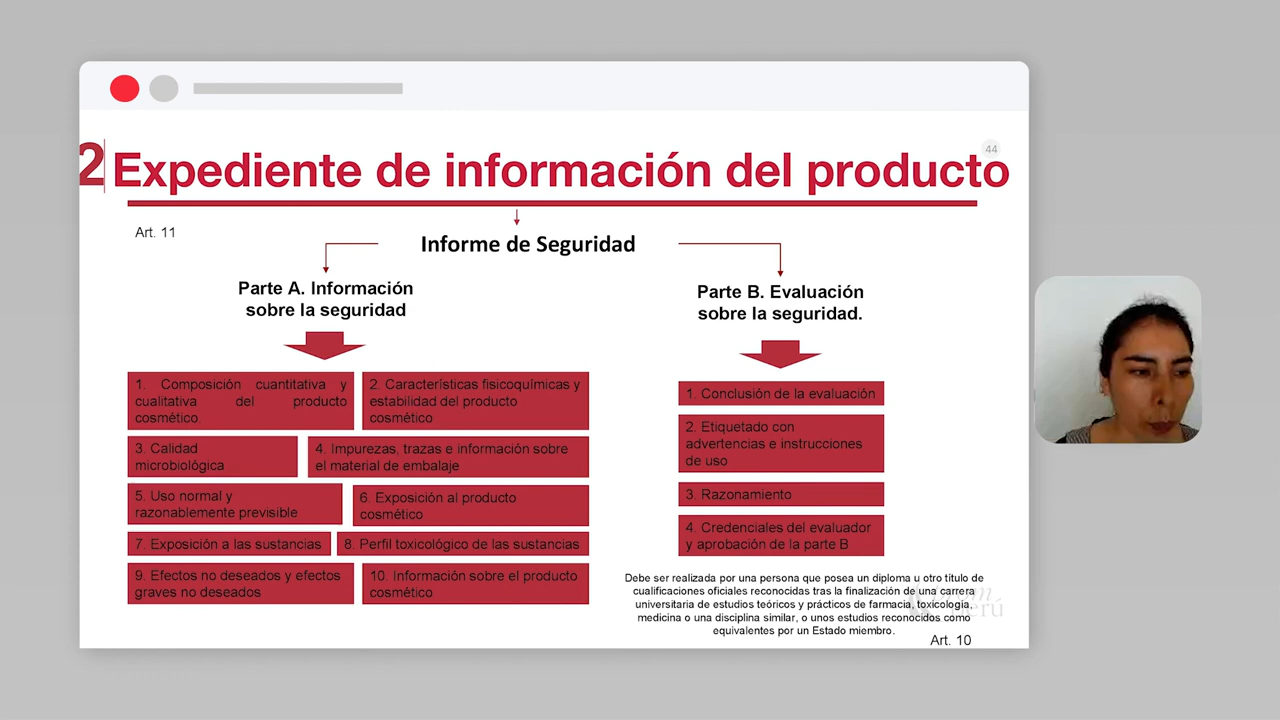 44
2 Expediente de información del producto
Art. 11
Informe de Seguridad
Parte A. Información
sobre la seguridad
1. Composición cuantitativa y
cualitativa del producto
cosmético.
2. Características fisicoquímicas y
estabilidad del producto
cosmético
3. Calidad
microbiológica
4. Impurezas, trazas e información sobre
el material de embalaje
5. Uso normal y
razonablemente previsible
6. Exposición al producto
cosmético
7. Exposición a las sustancias
8. Perfil toxicológico de las sustancias
9. Efectos no deseados y efectos
graves no deseados
10. Información sobre el producto
cosmético
Parte B. Evaluación
sobre la seguridad.
1. Conclusión de la evaluación
2. Etiquetado con
advertencias e instrucciones
de uso
3. Razonamiento
4. Credenciales del evaluador
y aprobación de la parte B
Debe ser realizada por una persona que posea un diploma u otro título de
cualificaciones oficiales reconocidas tras la finalización de una carrera
universitaria de estudios teóricos y prácticos de farmacia, toxicología,
medicina o una disciplina similar, o unos estudios reconocidos como
equivalentes por un Estado miembro.
Art. 10